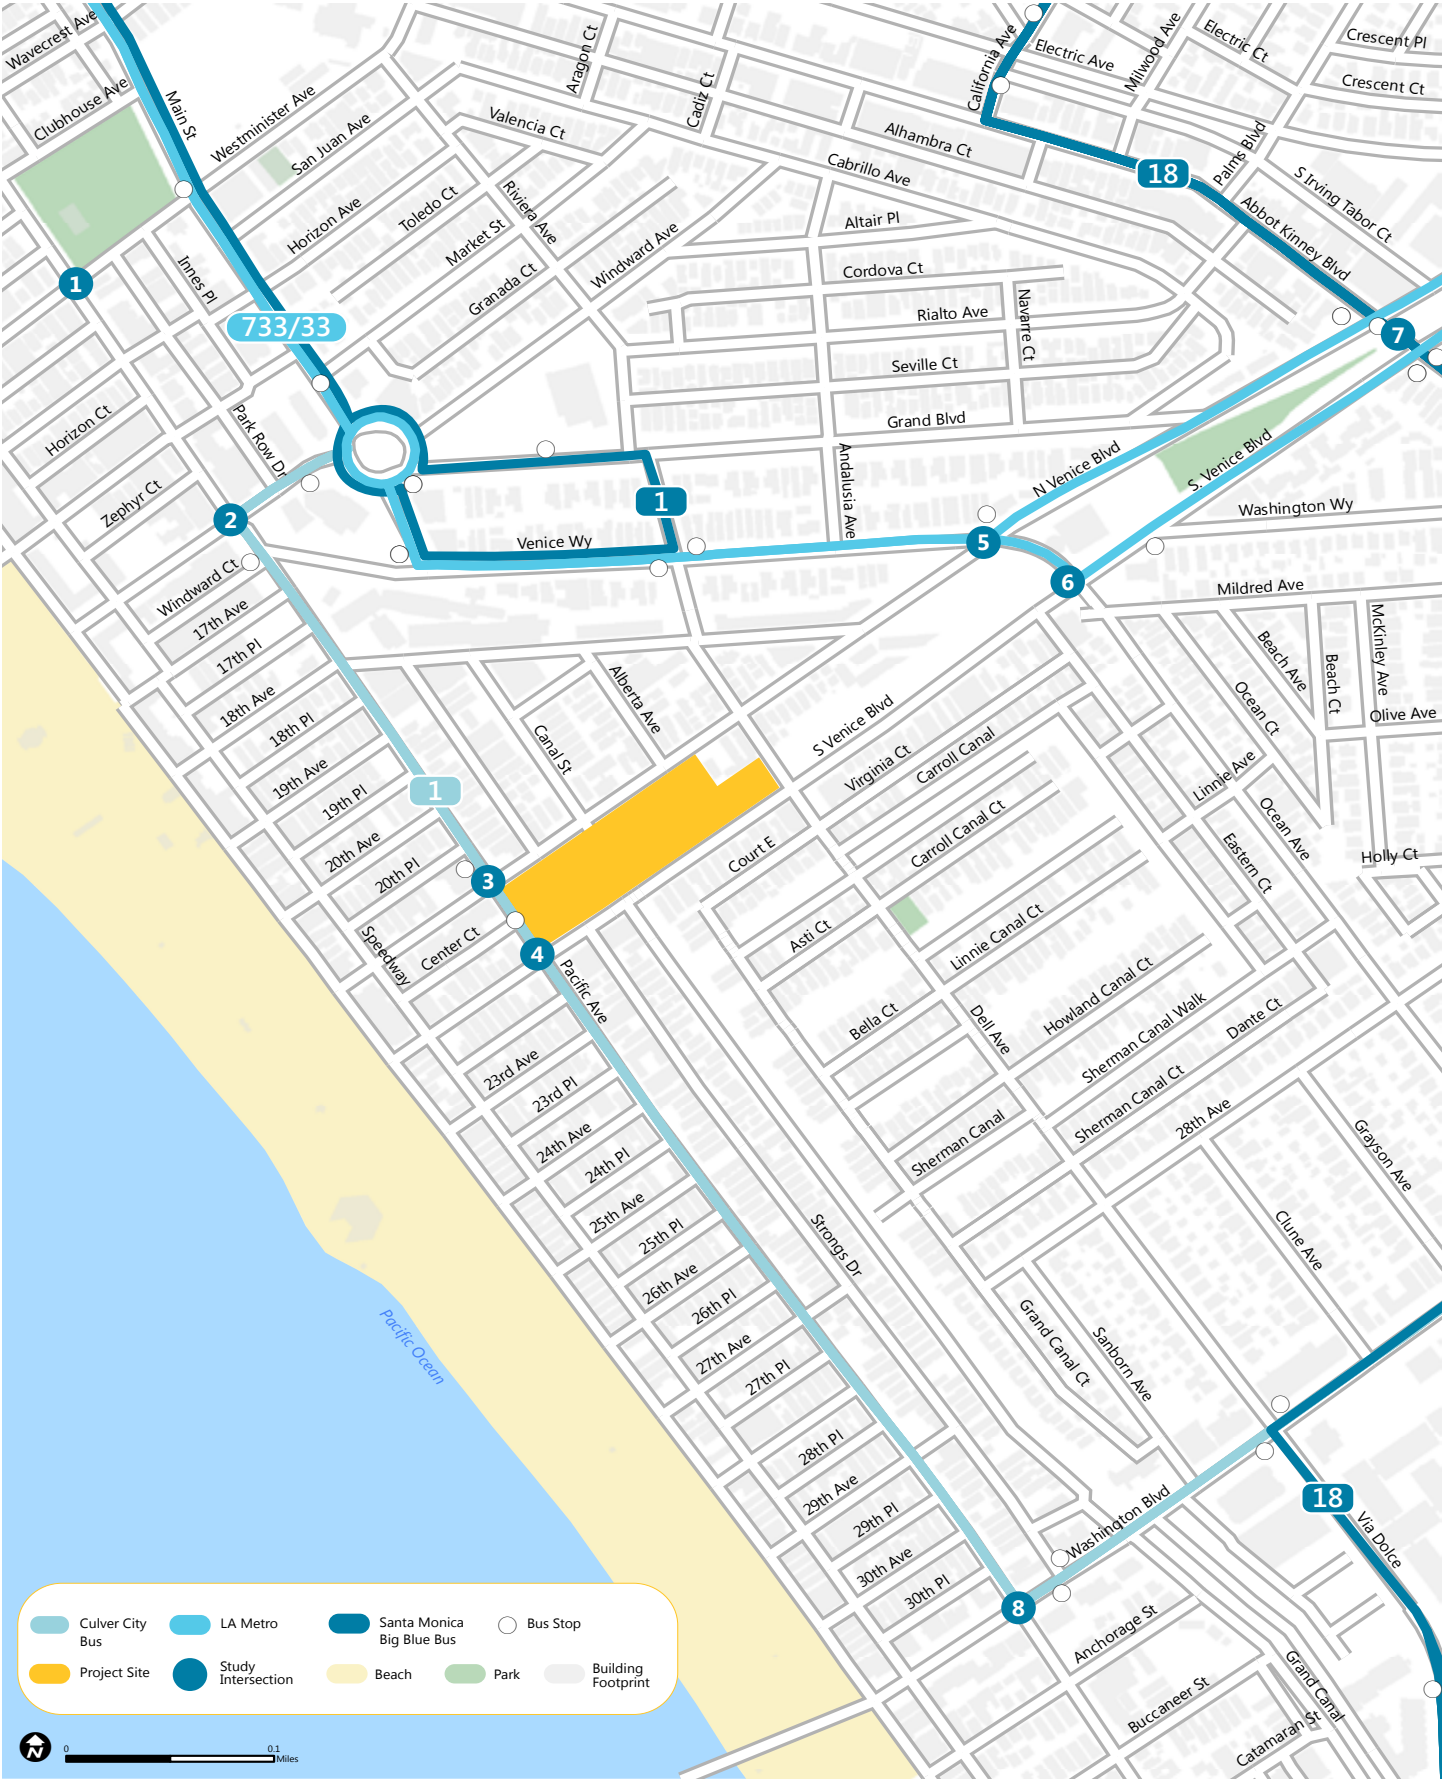 Wavecrest Ave
Clubhouse Ave
Main St
Westminister Ave
San Juan Ave
Aragon Ct
Cadiz Ct
Valencia Ct
California Ave
Electric Ave
Milwood Ave
Electric Ct
Crescent Pl
Crescent Ct
Alhambra Ct
Cabrillo Ave
18
Palms Blvd
S Irving Tabor Ct
Abbot Kinney Blvd
Horizon Ave
Toledo Ct
Riviera Ave
Market St
Windward Ave
Granada Ct
Altair Pl
Cordova Ct
Rialto Ave
Navarre Ct
Seville Ct
Grand Blvd
1
Innes Pl
733/33
7
Horizon Ct
Park Row Dr
Zephyr Ct
2
1
Venice Wy
Andalusia Ave
N Venice Blvd
S. Venice Blvd
Washington Wy
5
6
Mildred Ave
Windward Ct
17th Ave
17th Pl
18th Ave
18th Pl
19th Ave
19th Pl
20th Ave
20th Pl
Alberta Ave
Canal St
1
S Venice Blvd
Virginia Ct
Carroll Canal
Carroll Canal Ct
Beach Ave
Beach Ct
McKinley Ave
Olive Ave
Ocean Ct
Linnie Ave
Ocean Ave
Eastern Ct
Holly Ct
3
4
Court E
Asti Ct
Speedway
Center Ct
Pacific Ave
Linnie Canal Ct
Bella Ct
Dell Ave
Howland Canal Ct
Sherman Canal Walk
Dante Ct
Sherman Canal Ct
Sherman Canal
28th Ave
23rd Ave
23rd Pl
24th Ave
24th Pl
25th Ave
25th Pl
26th Ave
26th Pl
27th Ave
27th Pl
28th Pl
29th Ave
29th Pl
30th Ave
30th Pl
Strongs Dr
Grayson Ave
Clune Ave
Grand Canal Ct
Sanborn Ave
Pacific Ocean
Washington Blvd
18
Via Dolce
8
Anchorage St
Buccaneer St
Grand Canal
Catamaran St
Culver City
Bus
LA Metro
Santa Monica
Big Blue Bus
Bus Stop
Project Site
Study
Intersection
Beach
Park
Building
Footprint
N
0
0.1
Miles